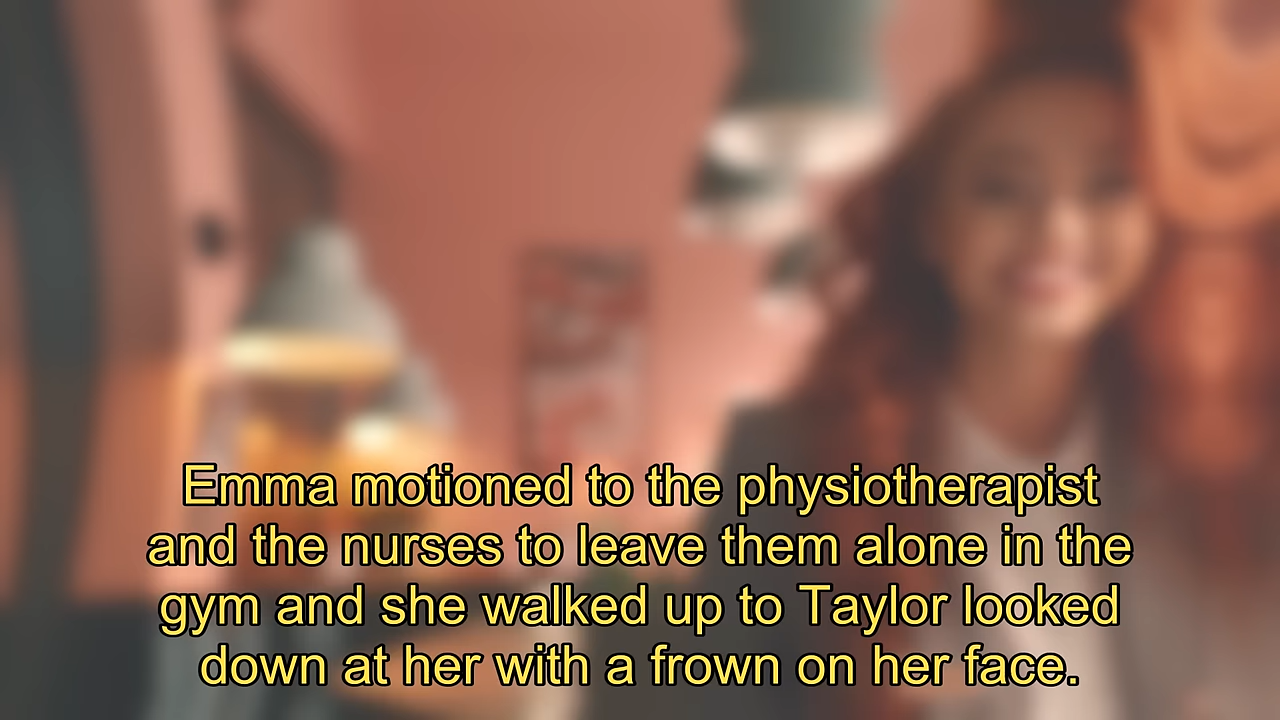 Emma motioned to the physiotherapist
and the nurses to leave them alone in the
gym and she walked up to Taylor looked
down at her with a frown on her face.